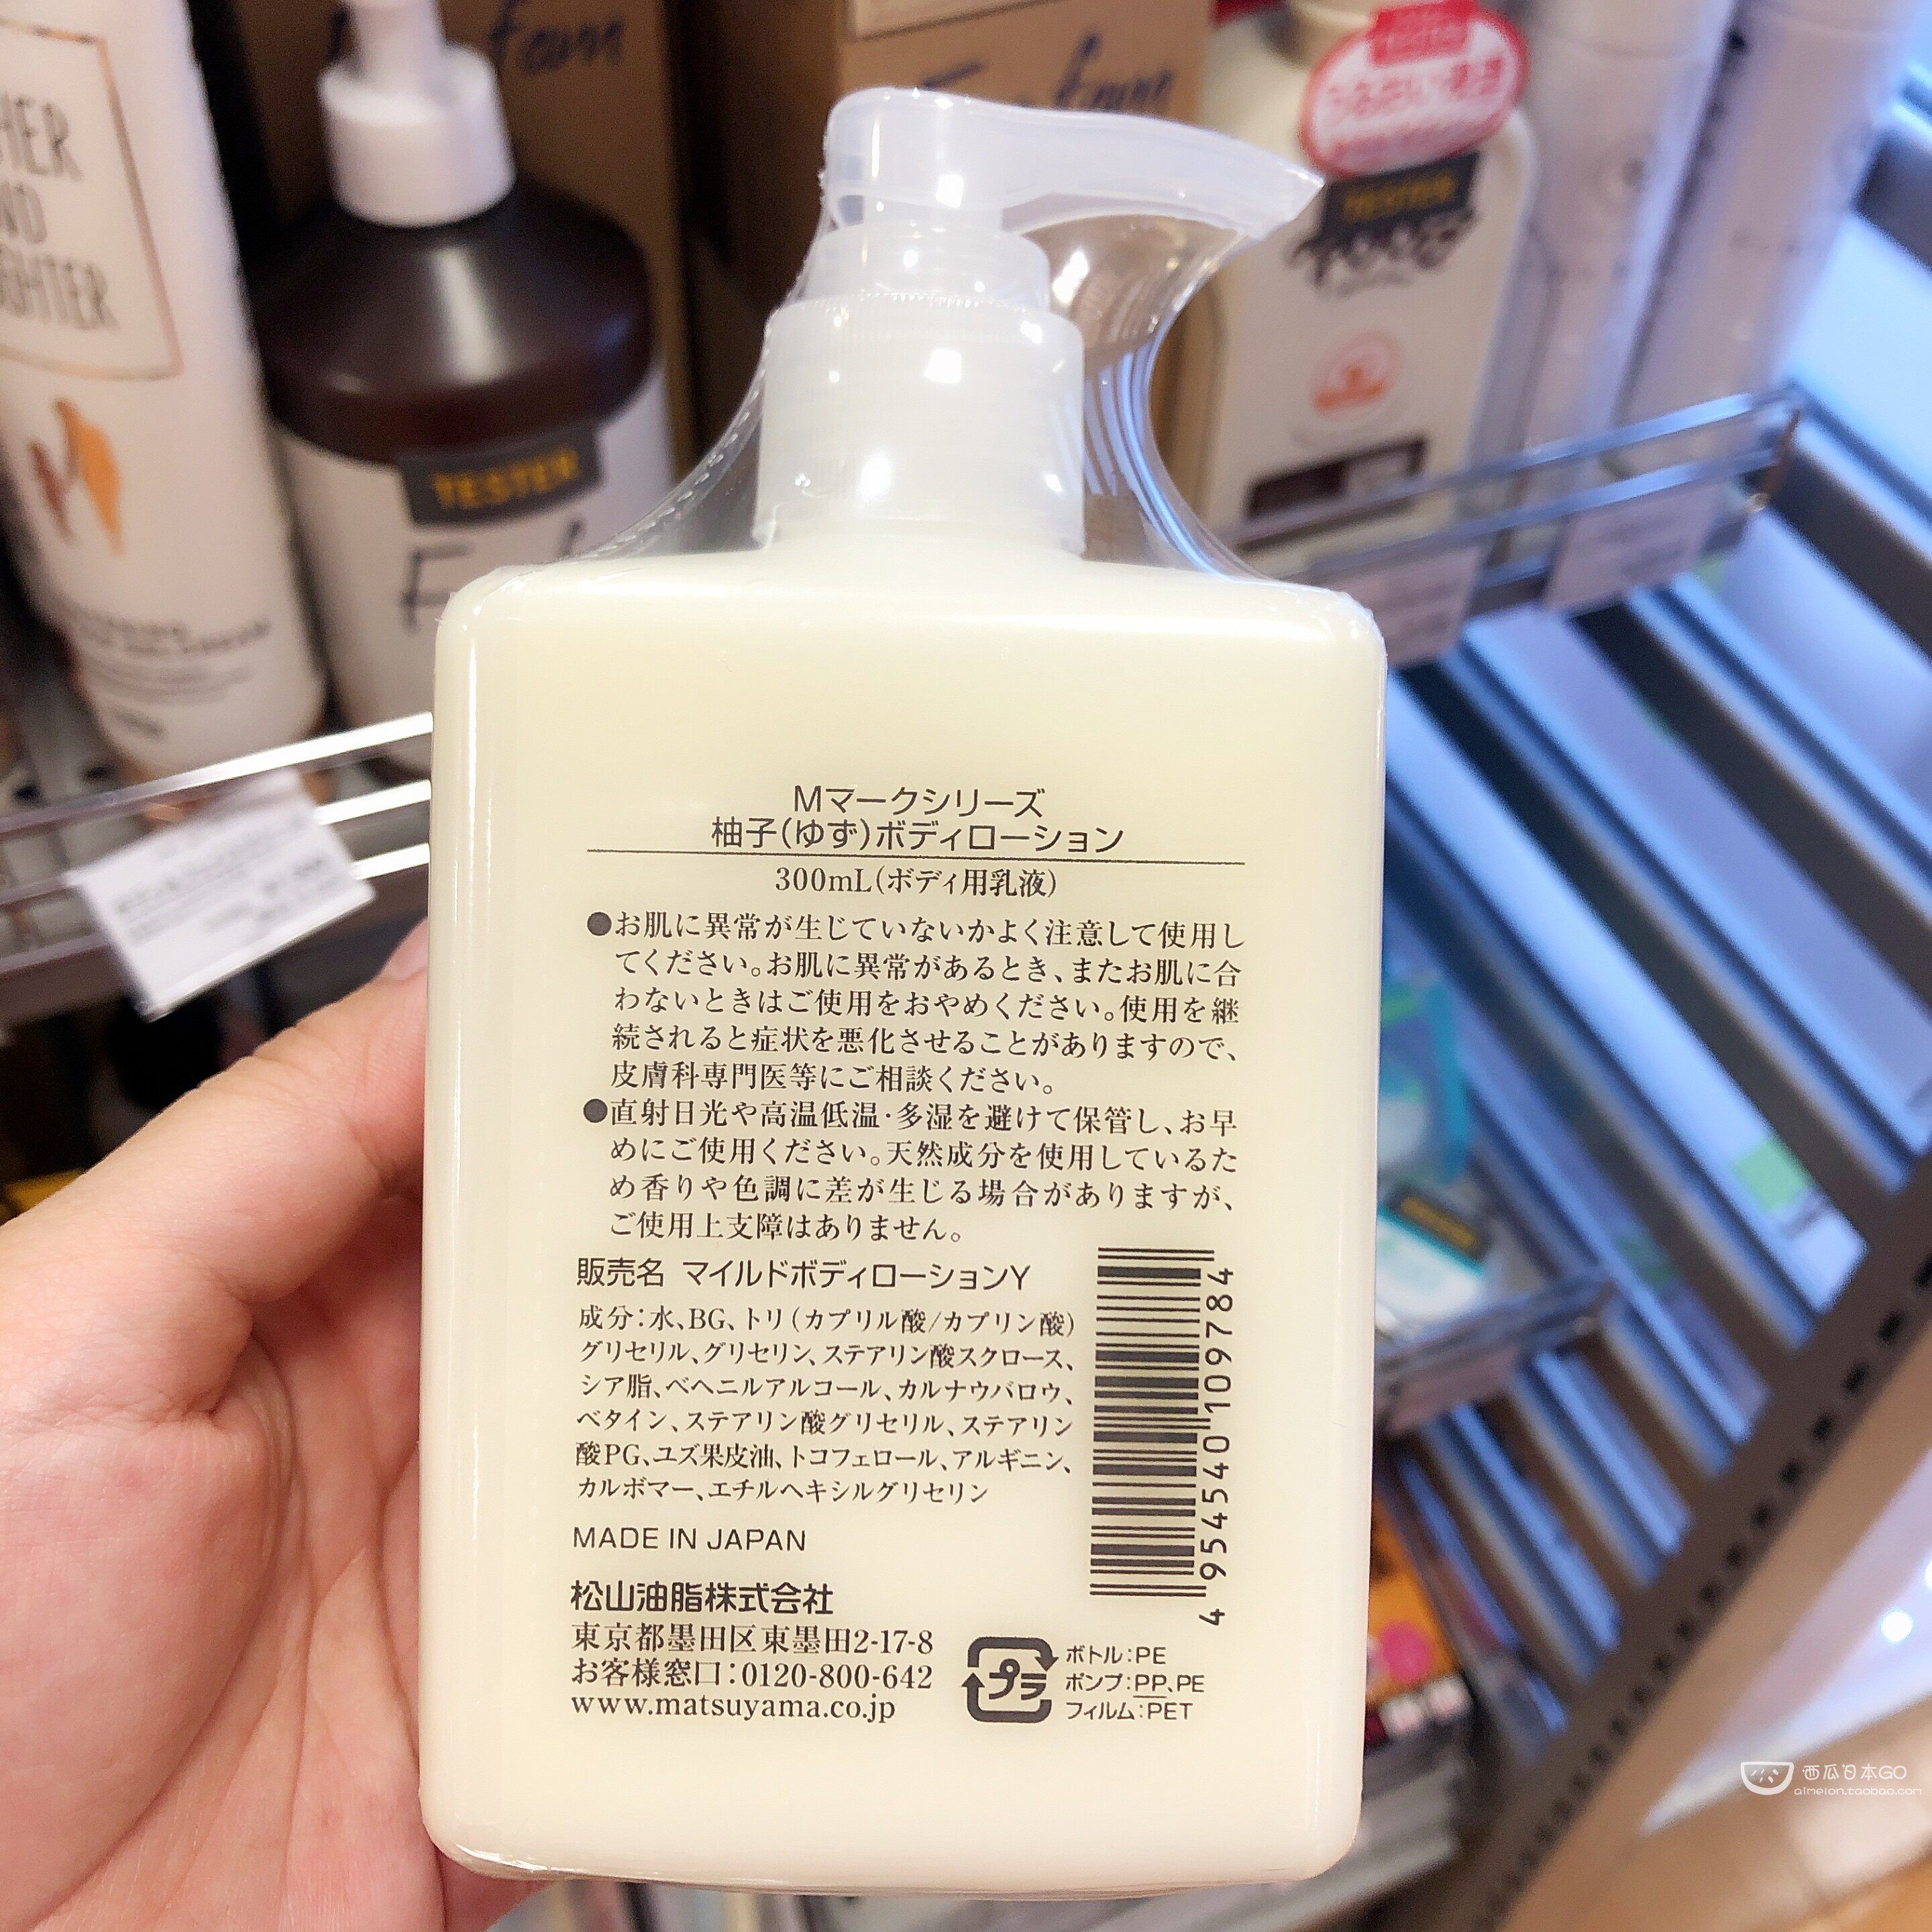 TESTER
TESTER
Mマークシリーズ
柚子(ゆず)ボディローション
300mL(ボディ用乳液)
●お肌に異常が生じていないかよく注意して使用し
てください。お肌に異常があるとき、またお肌に合
わないときはご使用をおやめください。使用を継
続されると症状を悪化させることがありますので、
皮膚科専門医等にご相談ください。
●直射日光や高温低温・多湿を避けて保管し、お早
めにご使用ください。天然成分を使用しているた
め香りや色調に差が生じる場合がありますが、
ご使用上支障はありません。
販売名 マイルドボディローションY
成分:水、BG、トリ(カプリル酸/カプリン酸)
グリセリル、グリセリン、ステアリン酸スクロース、
シア脂、ベヘニルアルコール、カルナウバロウ、
ベタイン、ステアリン酸グリセリル、ステアリン
酸PG、ユズ果皮油、トコフェロール、アルギニン、
カルボマー、エチルヘキシルグリセリン
4954540109784
MADE IN JAPAN
松山油脂株式会社
東京都墨田区東墨田2-17-8
お客様窓口:0120-800-642
www.matsuyama.co.jp
プラ
ボトル:PE
ポンプ:PP、PE
フィルム:PET
西瓜日本GO
aimeion.taobao.com